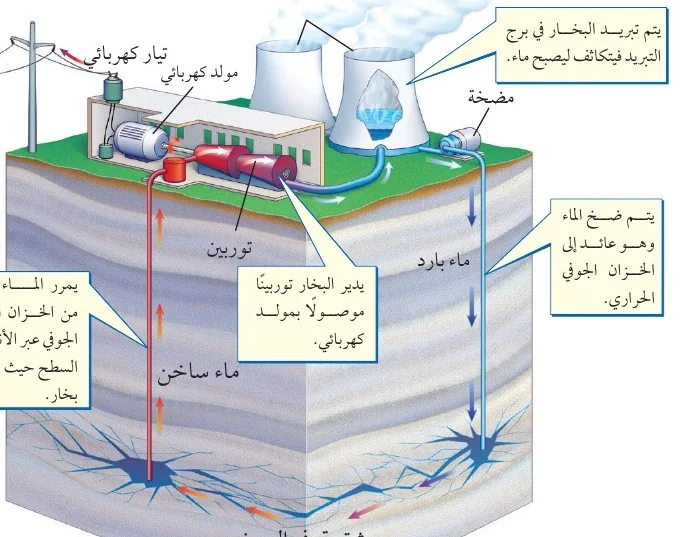 يتم تبريد البخار في برج
التبريد فيتكاثف ليصبح ماء.
تيار كهربائي
مولد كهربائي
مضخة
يتم ضخ الماء
وهو عائد إلى
الخزان الجوفي
الحراري.
توربين
ماء بارد
يدير البخار توربينًا
موصولًا بمولد
كهربائي.
يمرر الماء
من الخزان
الجوفي عبر
السطح حيث
بخار.
ماء ساخن